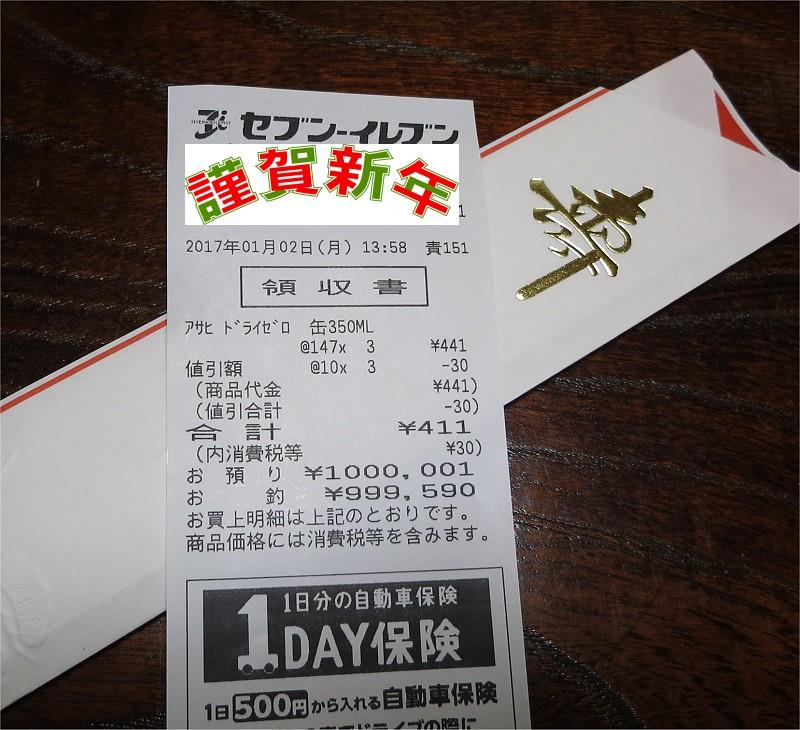 セブン-イレブン
謹賀新年
1
2017年01月02日(月) 13:58 責151
領収書
ｱｻﾋ ﾄﾞﾗｲｾﾞﾛ 缶350ML
@147x 3 ¥441
値引額 @10x 3 -30
(商品代金 ¥441)
(値引合計 -30)
合計 ¥411
(内消費税等 ¥30)
お預り ¥1000,001
お釣 ¥999,590
お買上明細は上記のとおりです。
商品価格には消費税等を含みます。
1日分の自動車保険
1DAY保険
1日500円から入れる自動車保険
寿